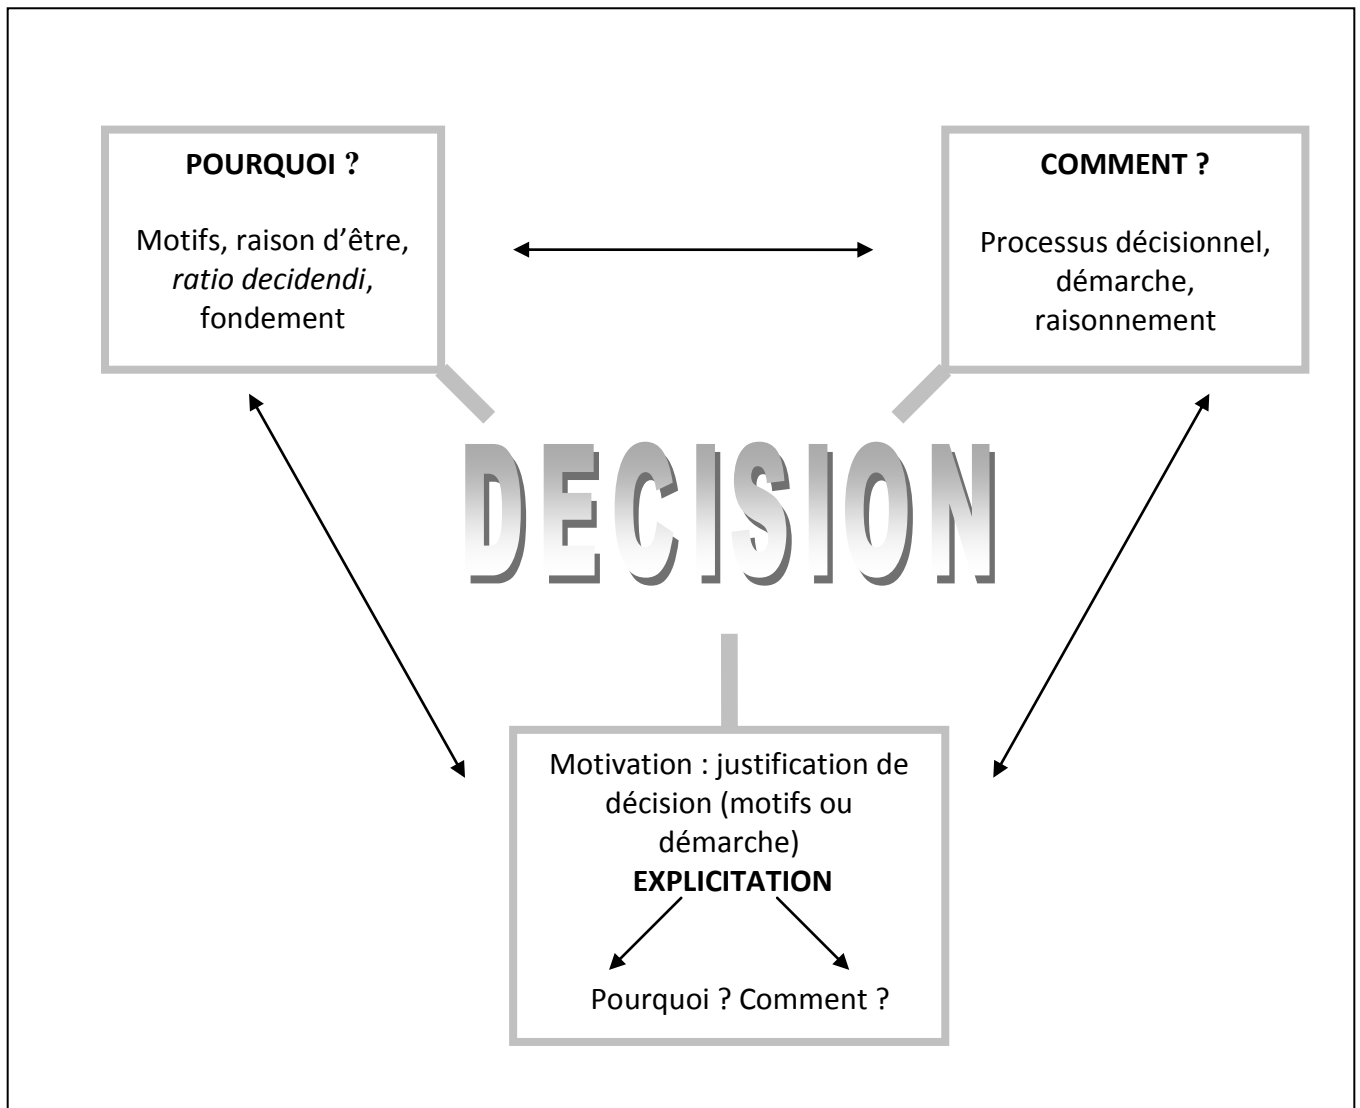 POURQUOI ?
Motifs, raison d’être,
ratio decidendi,
fondement
COMMENT ?
Processus décisionnel,
démarche,
raisonnement
DECISION
Motivation : justification de
décision (motifs ou
démarche)
EXPLICITATION
Pourquoi ? Comment ?